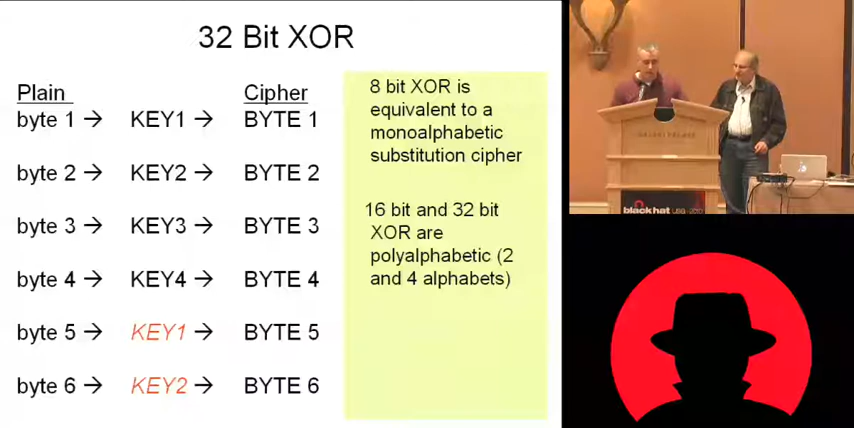 32 Bit XOR
Plain
Cipher
byte 1 → KEY1 → BYTE 1
byte 2 → KEY2 → BYTE 2
byte 3 → KEY3 → BYTE 3
byte 4 → KEY4 → BYTE 4
byte 5 → KEY1 → BYTE 5
byte 6 → KEY2 → BYTE 6
8 bit XOR is
equivalent to a
monoalphabetic
substitution cipher
16 bit and 32 bit
XOR are
polyalphabetic (2
and 4 alphabets)
black hat USA 2010